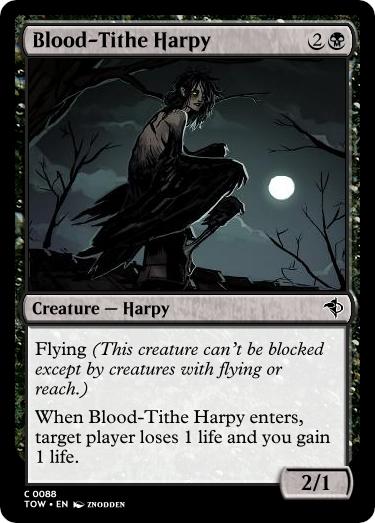 Blood-Tithe Harpy 2
Creature — Harpy
Flying (This creature can't be blocked
except by creatures with flying or
reach.)
When Blood-Tithe Harpy enters,
target player loses 1 life and you gain
1 life.
2/1
C 0088
TOW • EN ZNODDEN